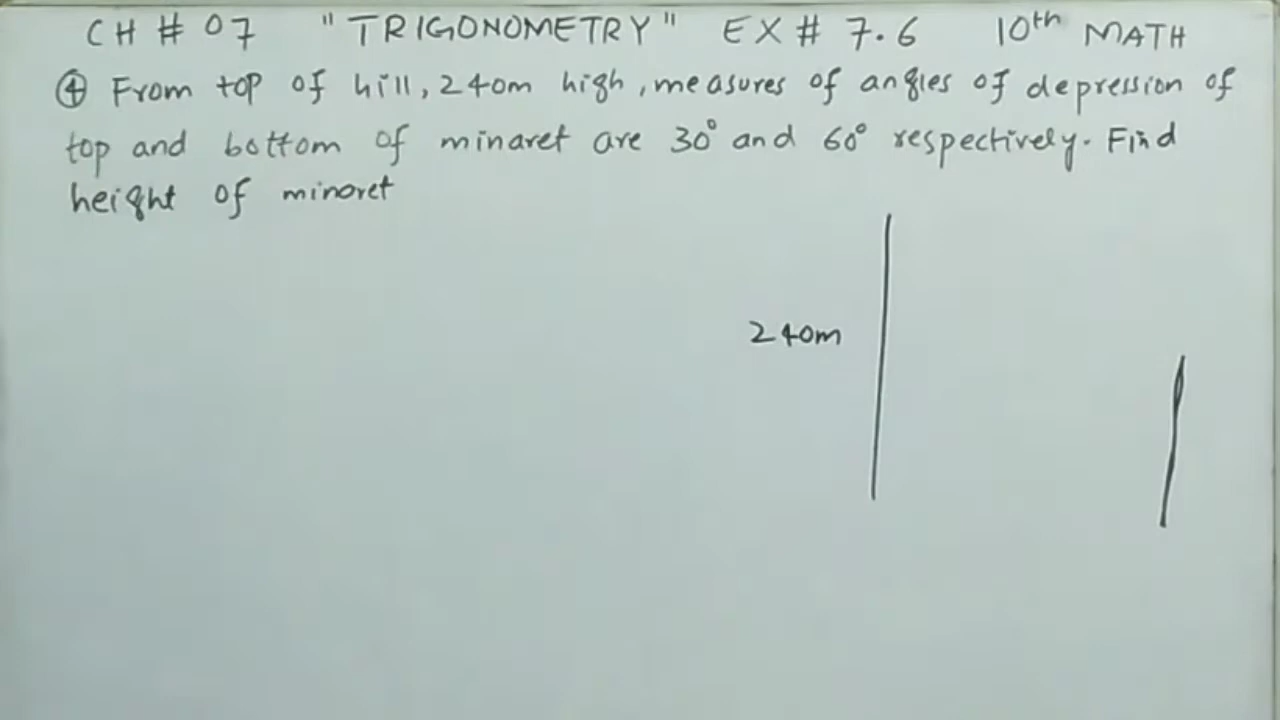 CH # 07 "TRIGONOMETRY" EX # 7.6 10th MATH
④ From top of hill, 240m high, measures of angles of depression of
top and bottom of minaret are 30° and 60° respectively. Find
height of minoret
240m